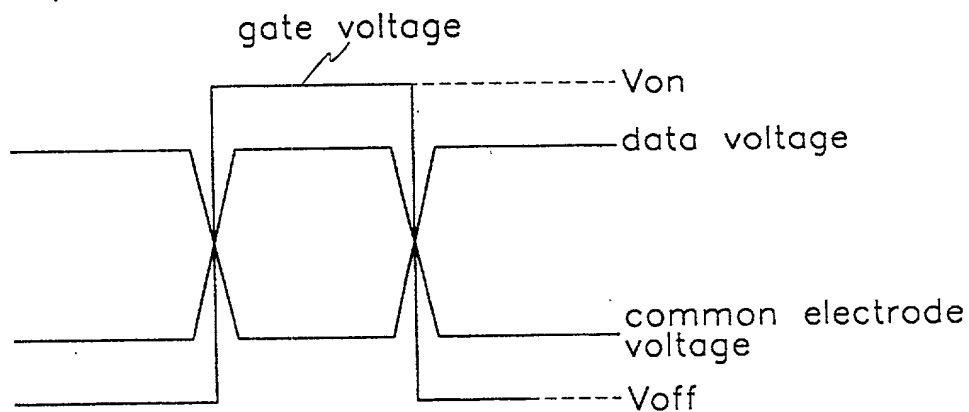 gate voltage
Von
data voltage
common electrode
voltage
Voff